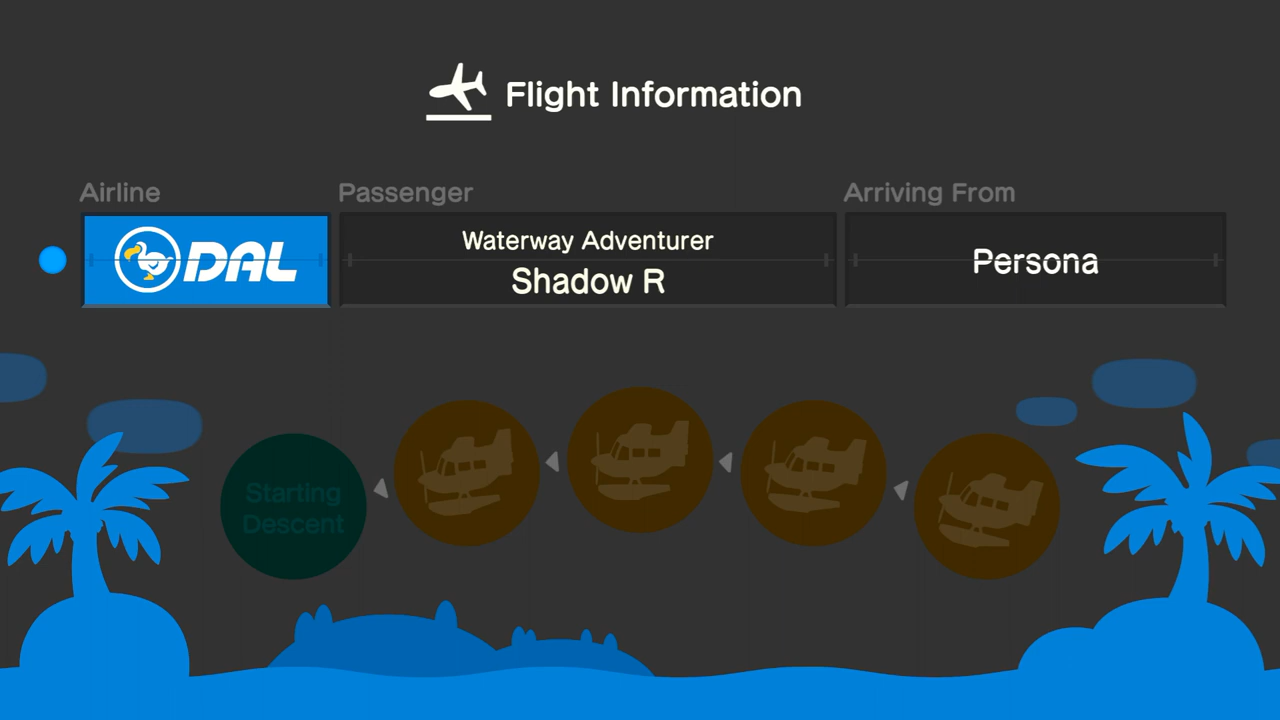 Flight Information
Airline
Passenger
Arriving From
DAL
Waterway Adventurer
Shadow R
Persona
Starting
Descent